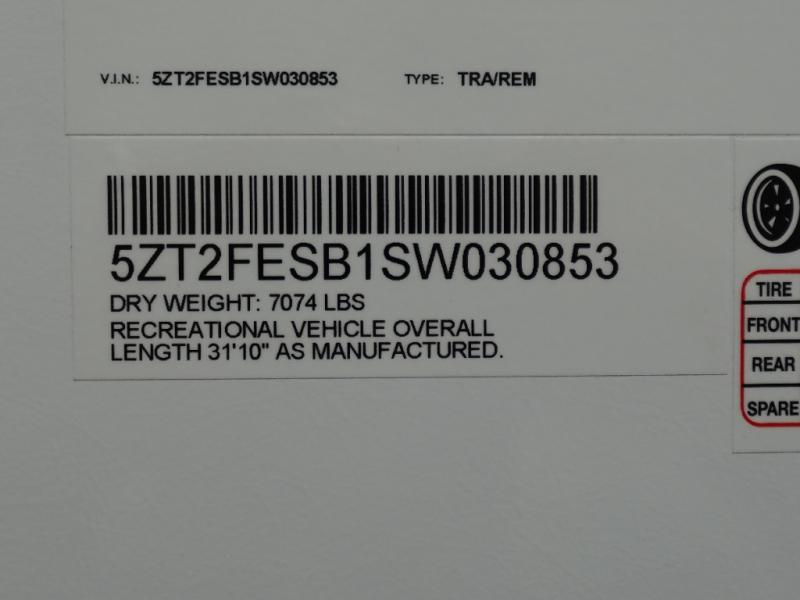 V.I.N.: 5ZT2FESB1SW030853 TYPE: TRA/REM
5ZT2FESB1SW030853
DRY WEIGHT: 7074 LBS
RECREATIONAL VEHICLE OVERALL
LENGTH 31'10" AS MANUFACTURED.
TIRE
FRONT
REAR
SPARE